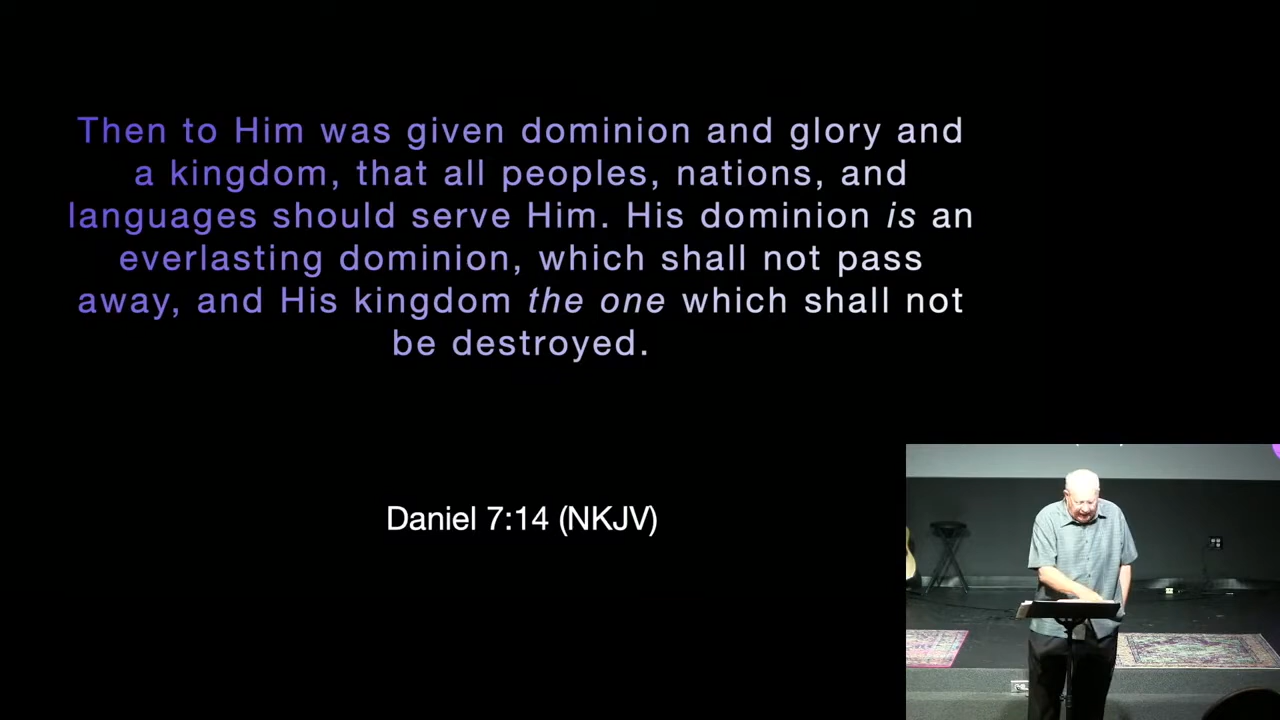 Then to Him was given dominion and glory and
a kingdom, that all peoples, nations, and
languages should serve Him. His dominion is an
everlasting dominion, which shall not pass
away, and His kingdom the one which shall not
be destroyed.
Daniel 7:14 (NKJV)